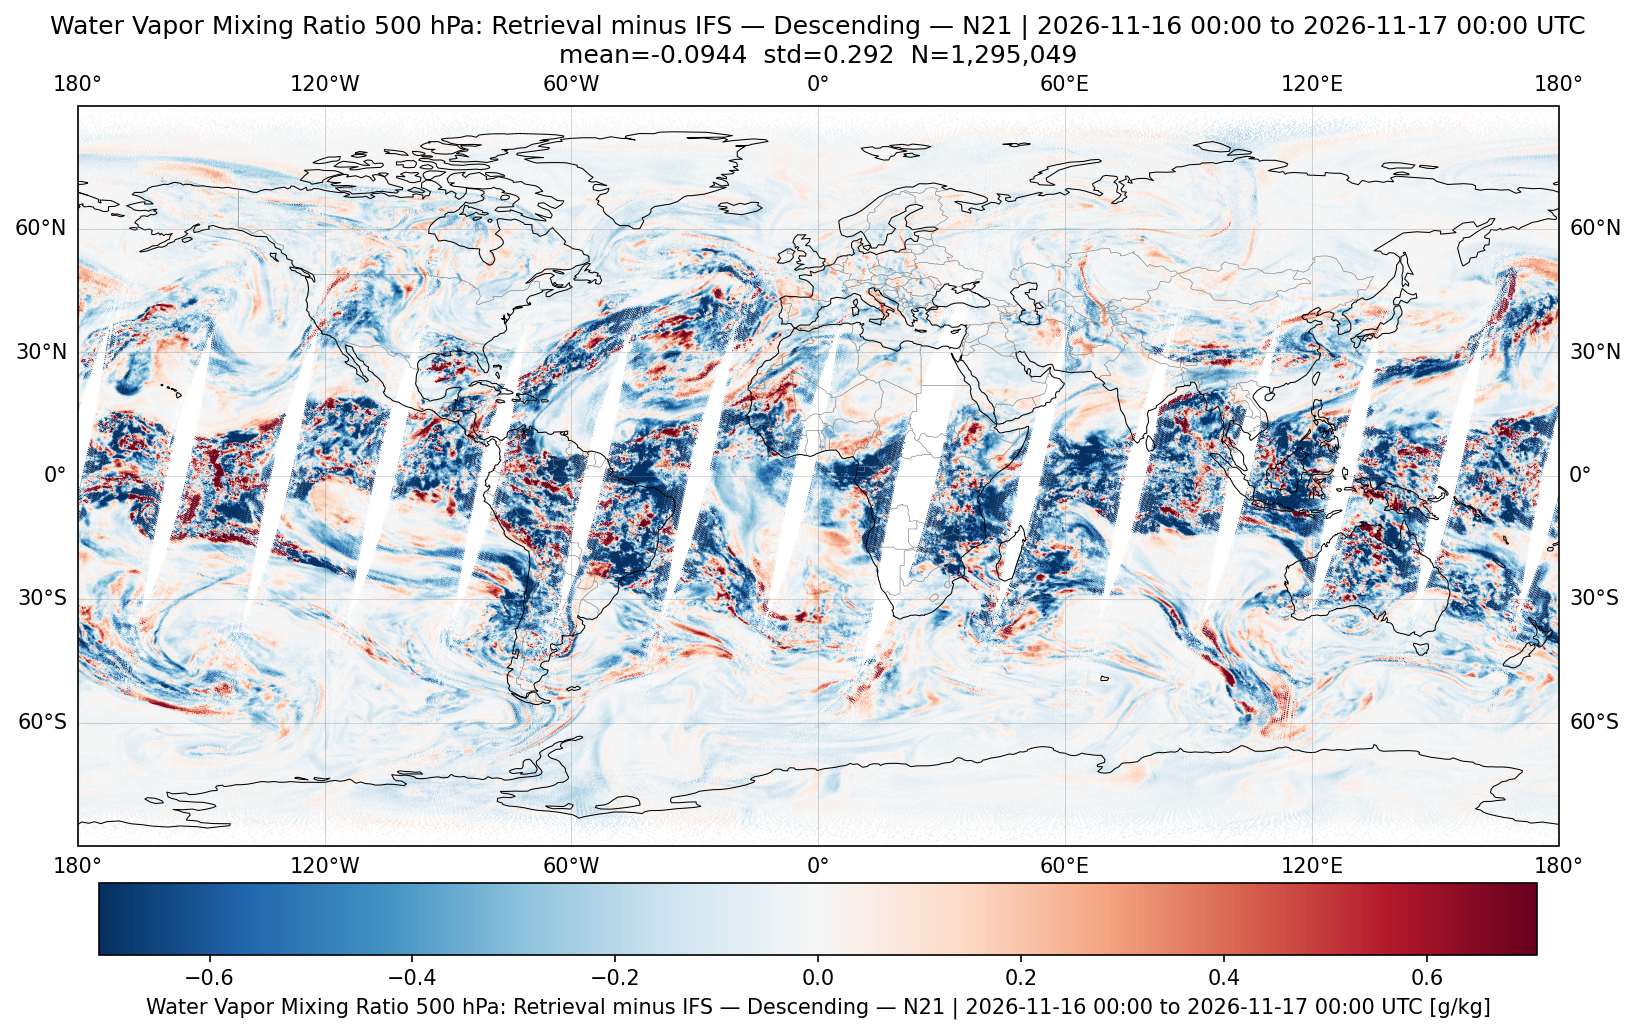 Water Vapor Mixing Ratio 500 hPa: Retrieval minus IFS — Descending — N21 | 2026-11-16 00:00 to 2026-11-17 00:00 UTC
mean=-0.0944  std=0.292  N=1,295,049
180° 120°W 60°W 0° 60°E 120°E 180°
60°N 60°N
30°N 30°N
0° 0°
30°S 30°S
60°S 60°S
180° 120°W 60°W 0° 60°E 120°E 180°
−0.6 −0.4 −0.2 0.0 0.2 0.4 0.6
Water Vapor Mixing Ratio 500 hPa: Retrieval minus IFS — Descending — N21 | 2026-11-16 00:00 to 2026-11-17 00:00 UTC [g/kg]